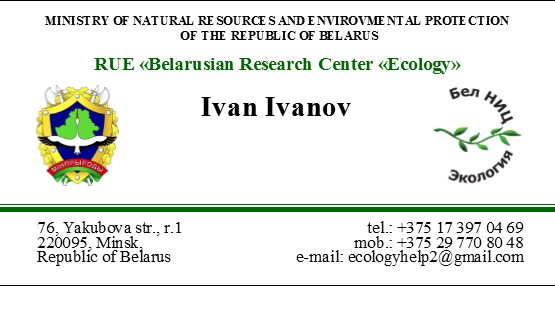 MINISTRY OF NATURAL RESOURCES AND ENVIROVMENTAL PROTECTION
OF THE REPUBLIC OF BELARUS
RUE «Belarusian Research Center «Ecology»
Ivan Ivanov
МІНПРЫРОДЫ
Бел НИЦ
Экология
76, Yakubova str., r.1
220095, Minsk,
Republic of Belarus
tel.: +375 17 397 04 69
mob.: +375 29 770 80 48
e-mail: ecologyhelp2@gmail.com